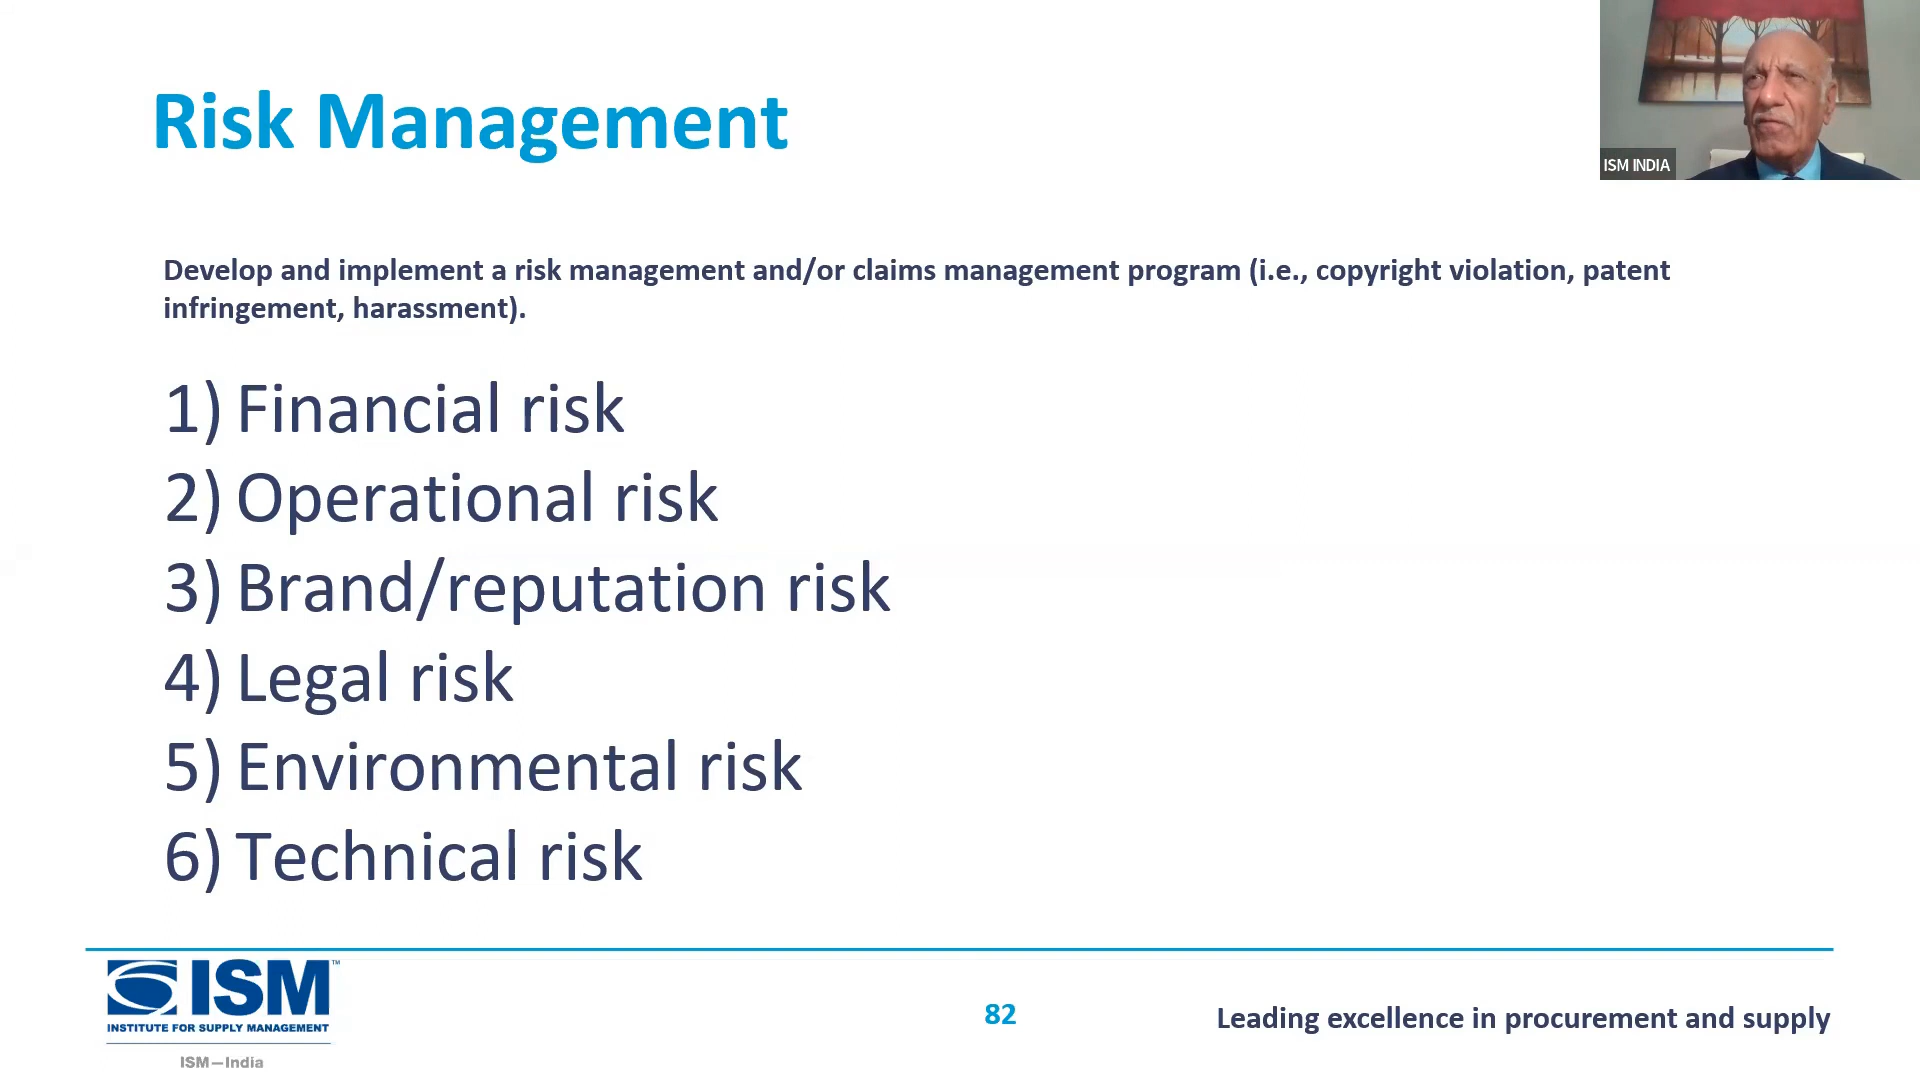 Risk Management
ISM INDIA
Develop and implement a risk management and/or claims management program (i.e., copyright violation, patent
infringement, harassment).
1) Financial risk
2) Operational risk
3) Brand/reputation risk
4) Legal risk
5) Environmental risk
6) Technical risk
ISM™
INSTITUTE FOR SUPPLY MANAGEMENT
ISM—India
82
Leading excellence in procurement and supply